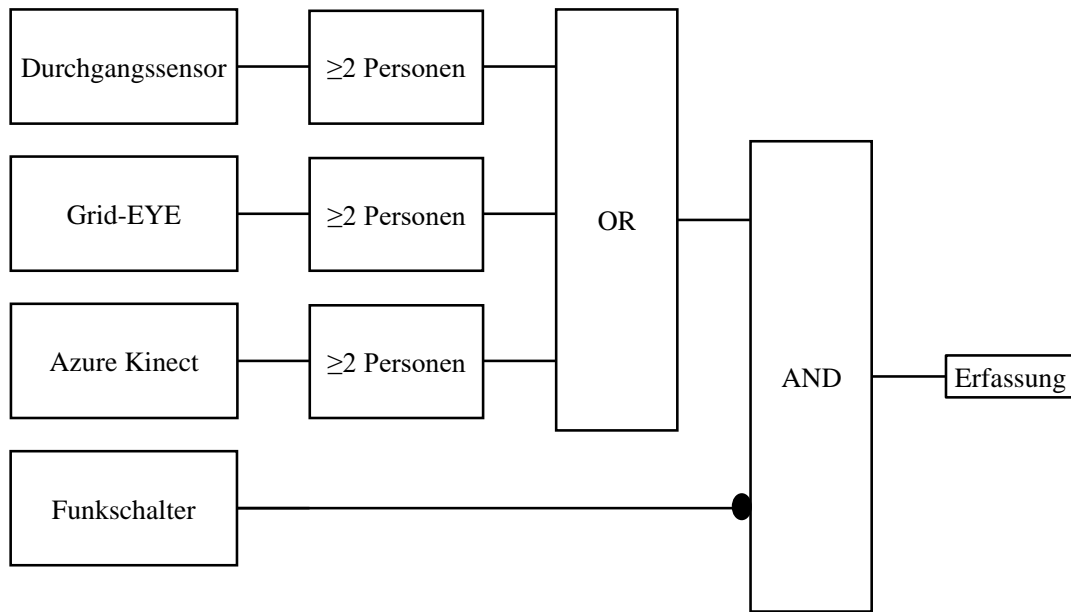 Durchgangssensor
≥2 Personen
Grid-EYE
≥2 Personen
OR
Azure Kinect
≥2 Personen
AND
Erfassung
Funkschalter